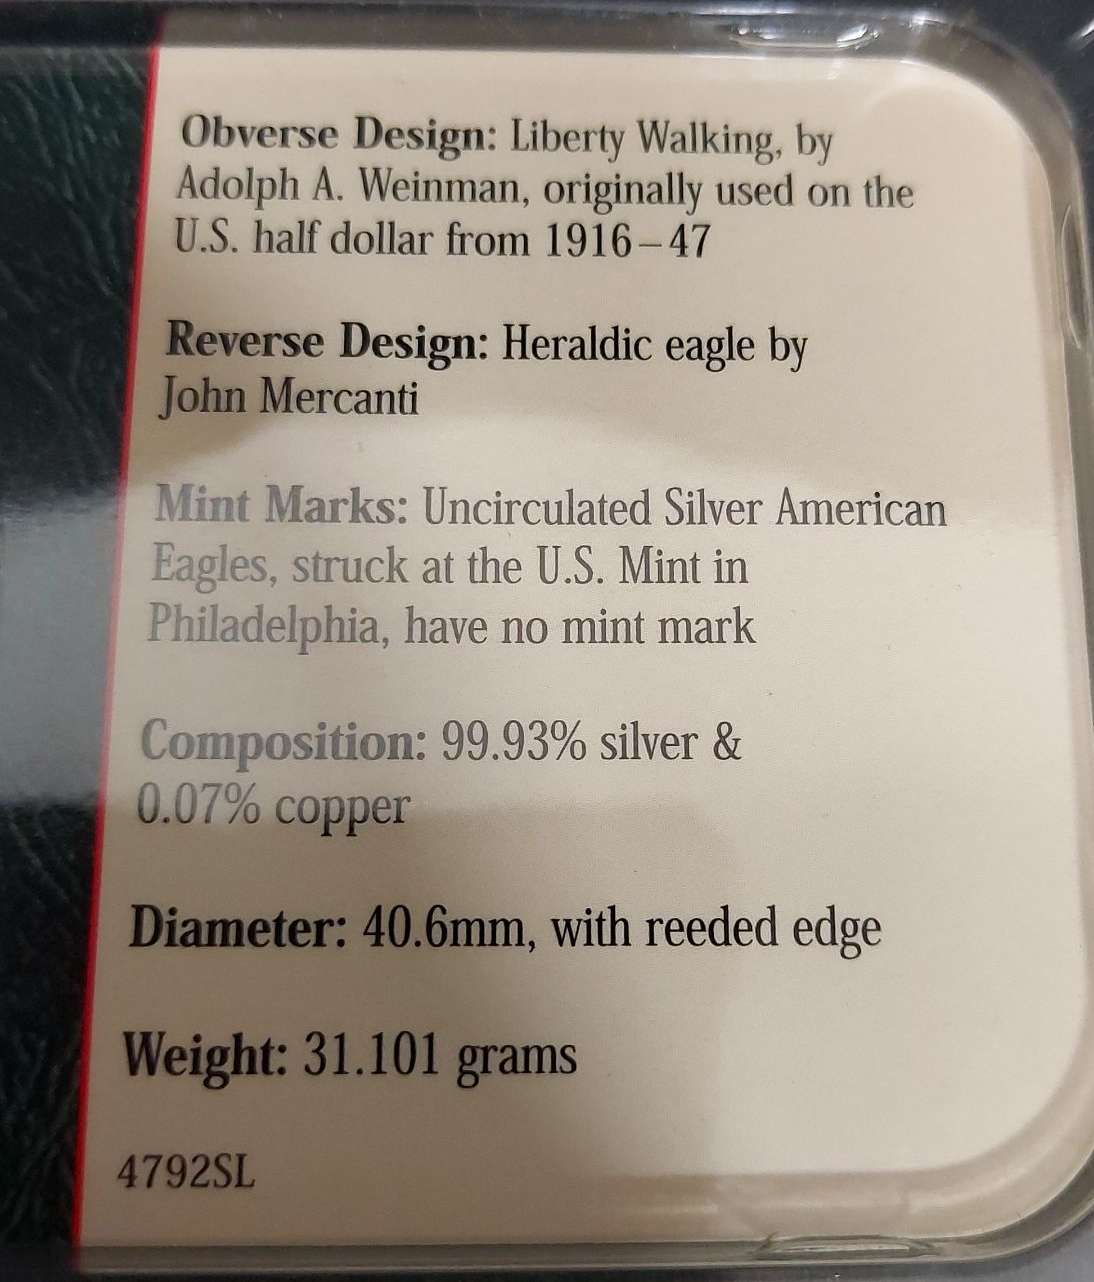 Obverse Design: Liberty Walking, by
Adolph A. Weinman, originally used on the
U.S. half dollar from 1916–47
Reverse Design: Heraldic eagle by
John Mercanti
Mint Marks: Uncirculated Silver American
Eagles, struck at the U.S. Mint in
Philadelphia, have no mint mark
Composition: 99.93% silver &
0.07% copper
Diameter: 40.6mm, with reeded edge
Weight: 31.101 grams
4792SL